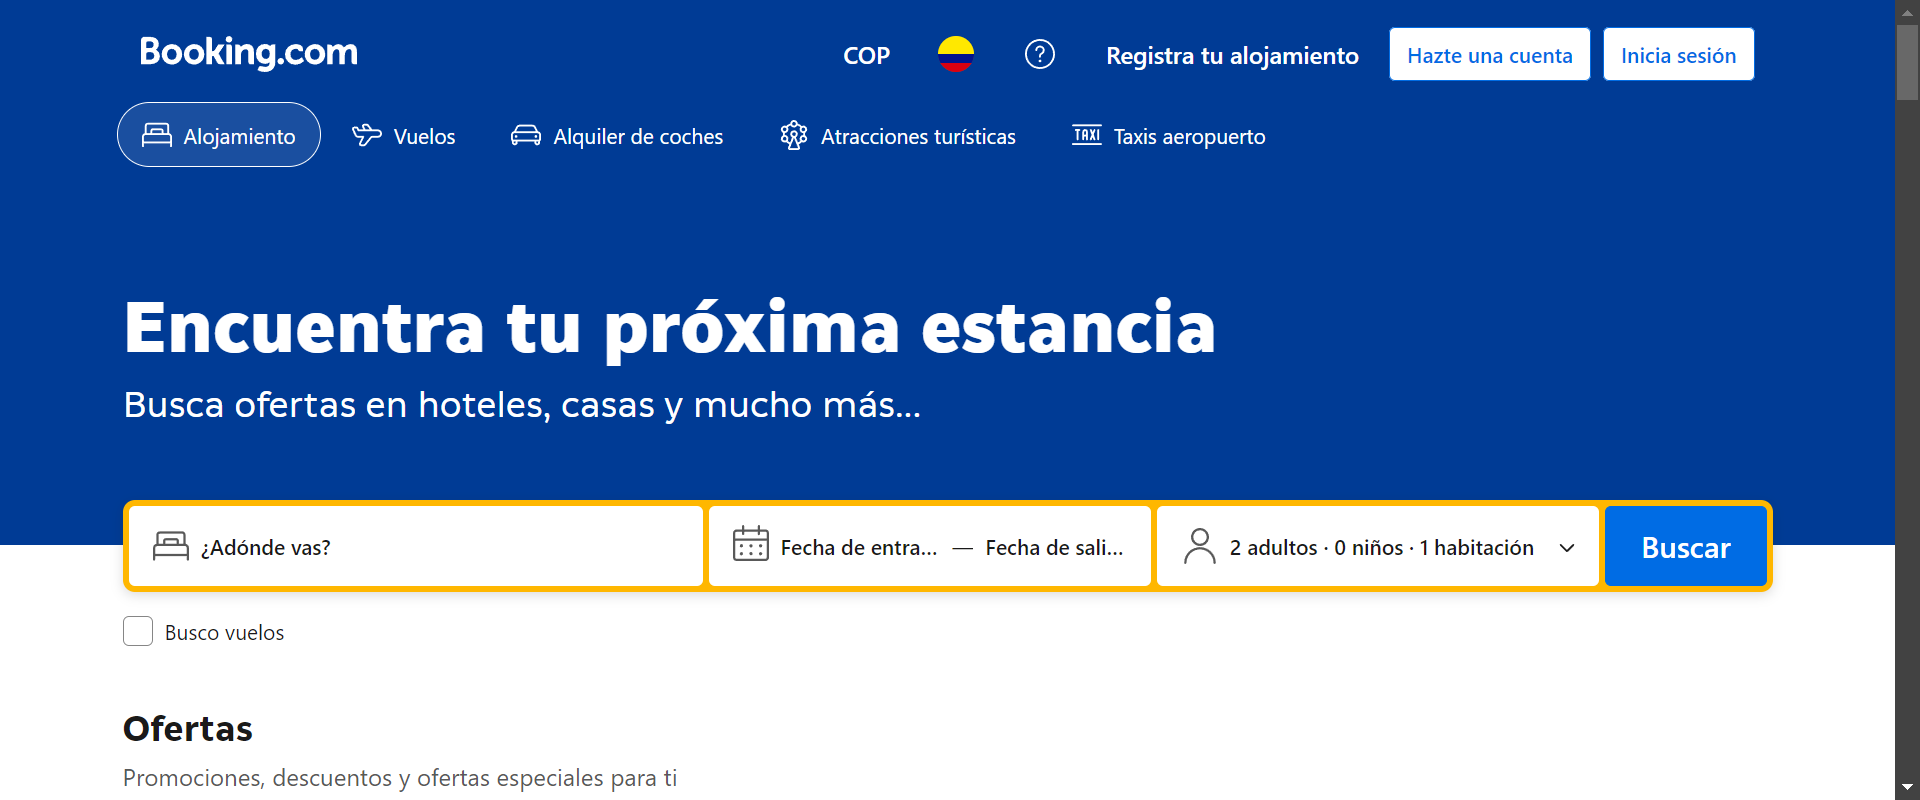 Booking.com
COP
?
Registra tu alojamiento
Hazte una cuenta
Inicia sesión
Alojamiento
Vuelos
Alquiler de coches
Atracciones turísticas
TAXI
Taxis aeropuerto
Encuentra tu próxima estancia
Busca ofertas en hoteles, casas y mucho más...
¿Adónde vas?
Fecha de entra... — Fecha de sali...
2 adultos · 0 niños · 1 habitación
Buscar
Busco vuelos
Ofertas
Promociones, descuentos y ofertas especiales para ti